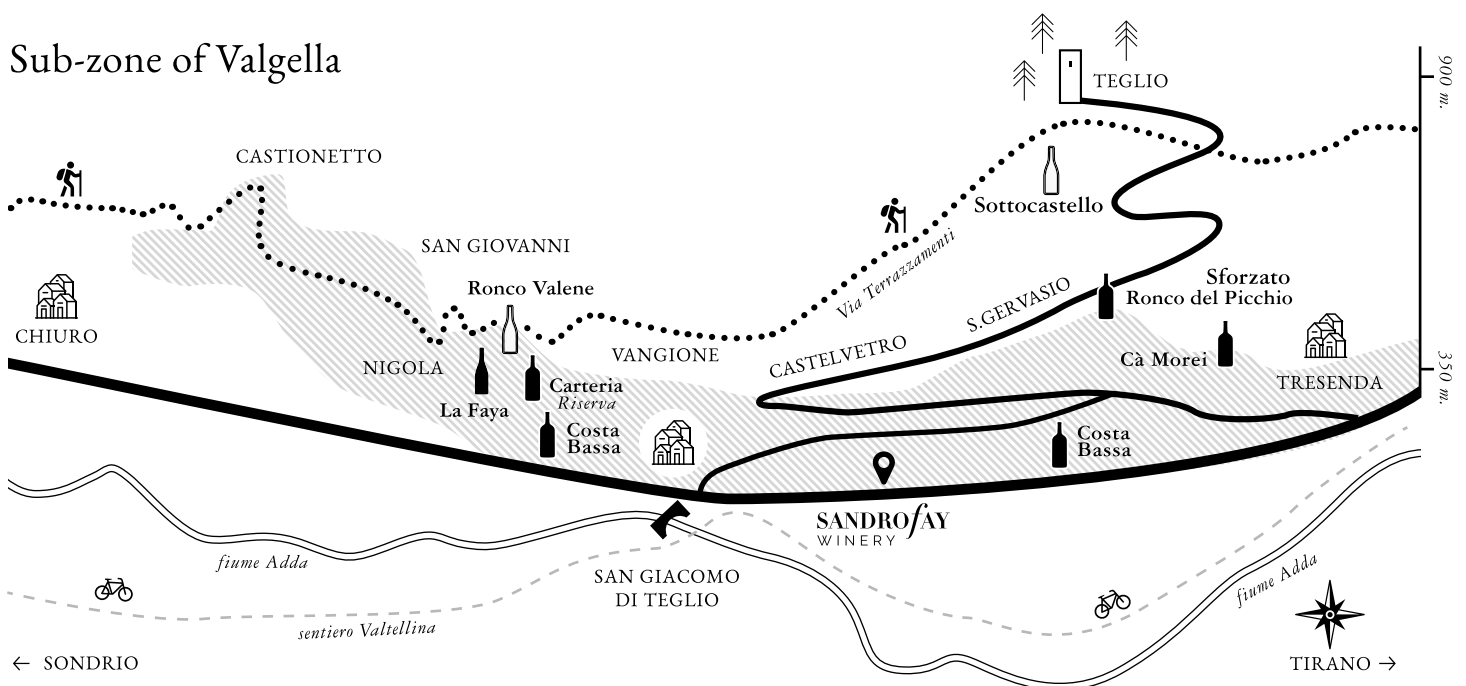 Sub-zone of Valgella
TEGLIO
900 m.
CASTIONETTO
Sottocastello
SAN GIOVANNI
Via Terrazzamenti
Ronco Valene
S.GERVASIO
Sforzato
Ronco del Picchio
CHIURO
NIGOLA
VANGIONE
CASTELVETRO
Cà Morei
TRESENDA
350 m.
La Faya
Carteria
Riserva
Costa
Bassa
Costa
Bassa
SANDROfAY
WINERY
fiume Adda
SAN GIACOMO
DI TEGLIO
fiume Adda
sentiero Valtellina
← SONDRIO
TIRANO →